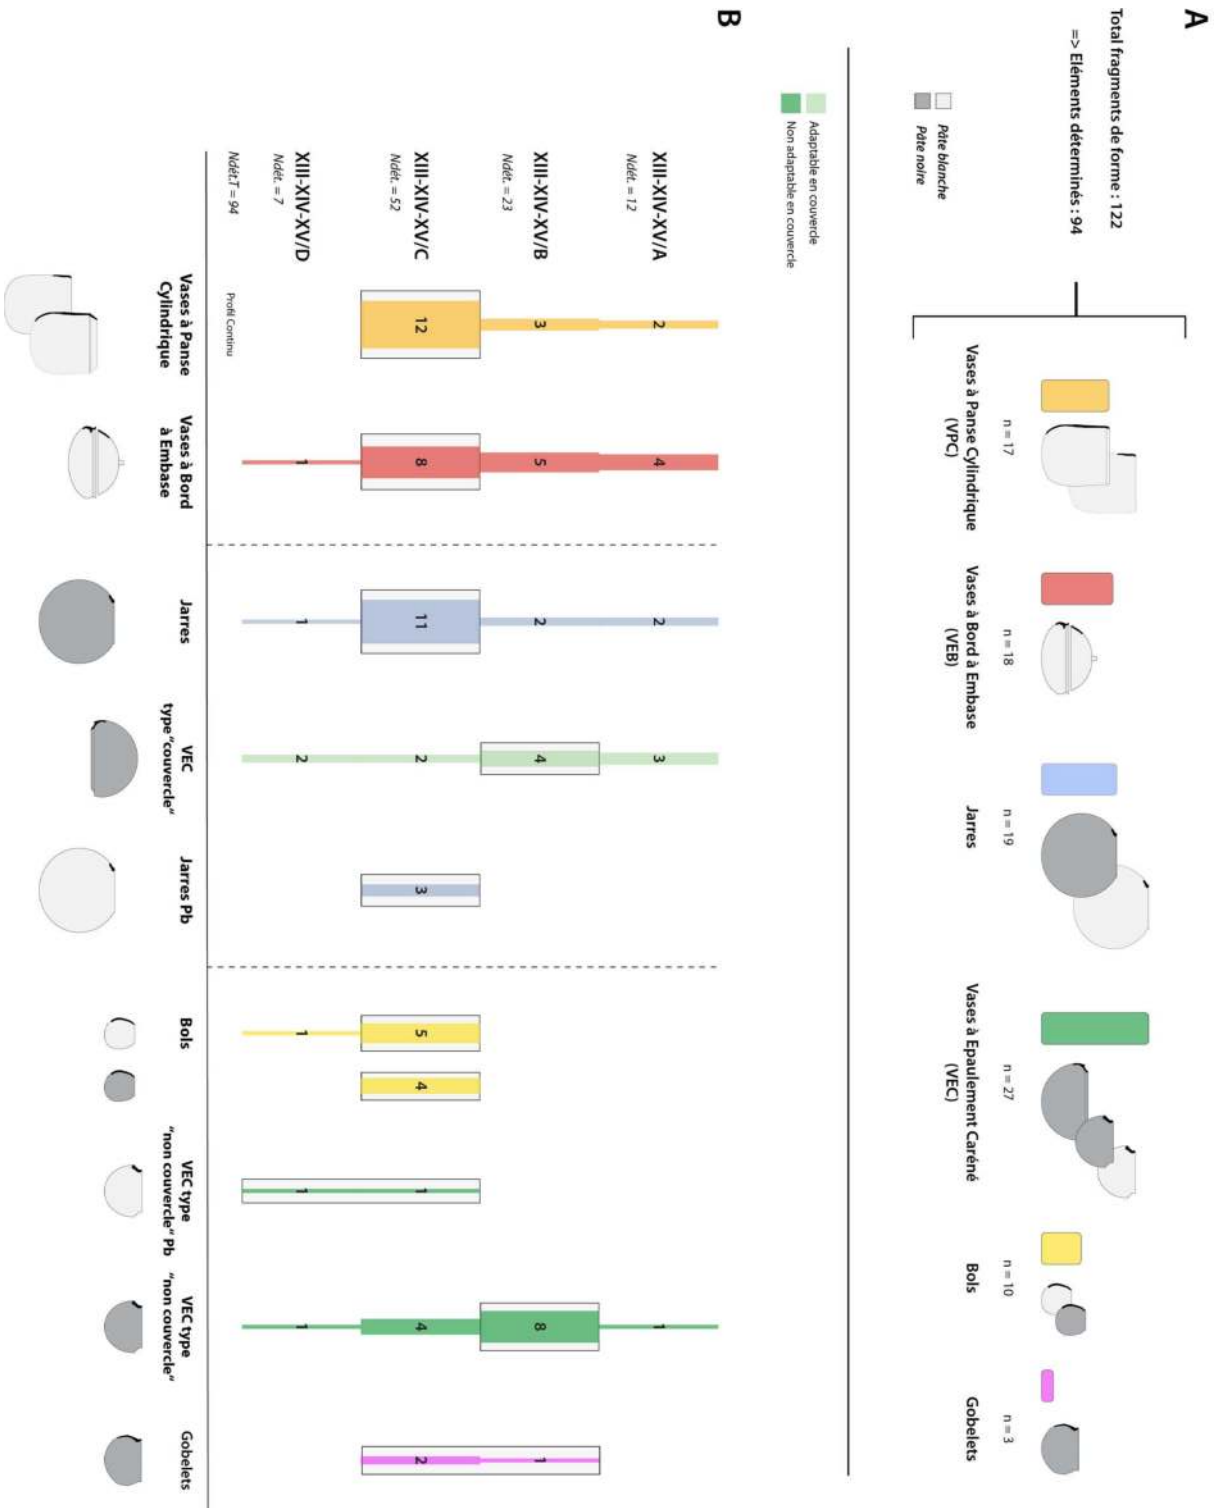 A
Total fragments de forme : 122
=> Eléments déterminés : 94
Pâte blanche
Pâte noire
n = 17
Vases à Panse Cylindrique
(VPC)
n = 18
Vases à Bord à Embase
(VEB)
n = 19
Jarres
n = 27
Vases à Epaulement Caréné
(VEC)
n = 10
Bols
n = 3
Gobelets
B
Adaptable en couvercle
Non adaptable en couvercle
XIII-XIV-XV/A
Ndét. = 12
2
4
2
3
1
XIII-XIV-XV/B
Ndét. = 23
3
5
2
4
8
1
XIII-XIV-XV/C
Ndét. = 52
12
8
11
2
3
5
4
1
4
2
XIII-XIV-XV/D
Ndét. = 7
1
1
2
1
1
1
Ndét.T = 94
Profil Continu
Vases à Panse
Cylindrique
Vases à Bord
à Embase
Jarres
VEC
type "couvercle"
Jarres Pb
Bols
VEC type
"non couvercle" Pb
VEC type
"non couvercle"
Gobelets